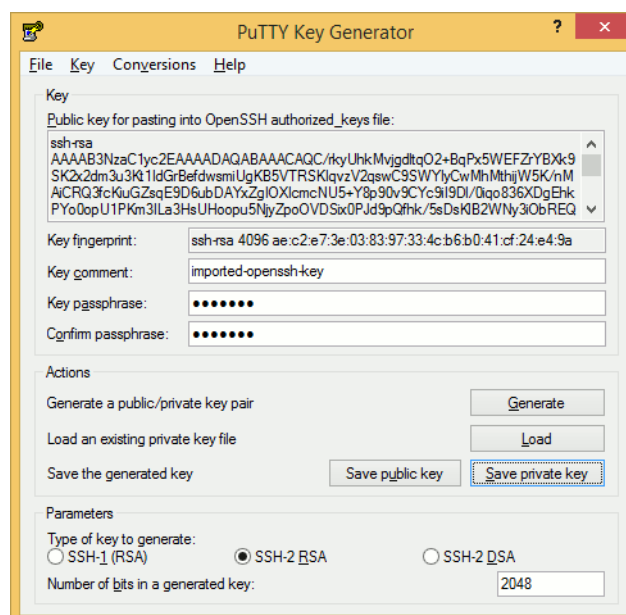 PuTTY Key Generator
?
File Key Conversions Help
Key
Public key for pasting into OpenSSH authorized_keys file:
ssh-rsa
AAAAB3NzaC1yc2EAAAADAQABAAACAQC/rkyUhkMvjgdltqO2+BqPx5WEFZrYBXk9
SK2x2dm3u3Kt1ldGrBefdwsmiUgKB5VTRSKlqvzV2qswC9SWYlyCwMhMthijW5K/nM
AiCRQ3fcKiuGZsqE9D6ubDAYxZglOXlcmcNU5+Y8p90v9CYc9iI9Dl/0iqo836XDgEhk
PYo0opU1PKm3ILa3HsUHoopu5NjyZpoOVDSix0PJd9pQfhk/5sDsKlB2WNy3iObREQ
Key fingerprint: ssh-rsa 4096 ae:c2:e7:3e:03:83:97:33:4c:b6:b0:41:cf:24:e4:9a
Key comment: imported-openssh-key
Key passphrase: •••••••
Confirm passphrase: •••••••
Actions
Generate a public/private key pair Generate
Load an existing private key file Load
Save the generated key Save public key Save private key
Parameters
Type of key to generate:
SSH-1 (RSA) SSH-2 RSA SSH-2 DSA
Number of bits in a generated key: 2048